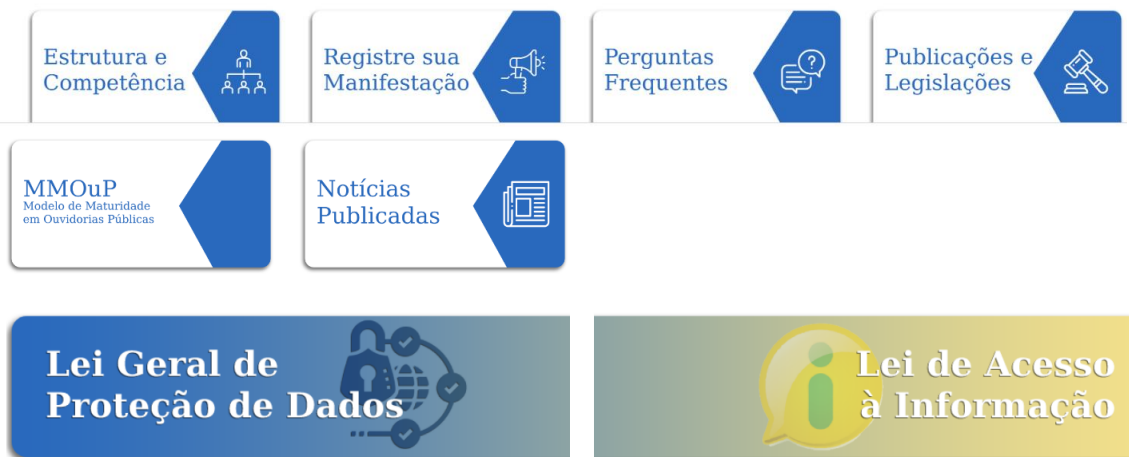 Estrutura e
Competência
Registre sua
Manifestação
Perguntas
Frequentes
Publicações e
Legislações
MMOuP
Modelo de Maturidade
em Ouvidorias Públicas
Notícias
Publicadas
Lei Geral de
Proteção de Dados
Lei de Acesso
à Informação